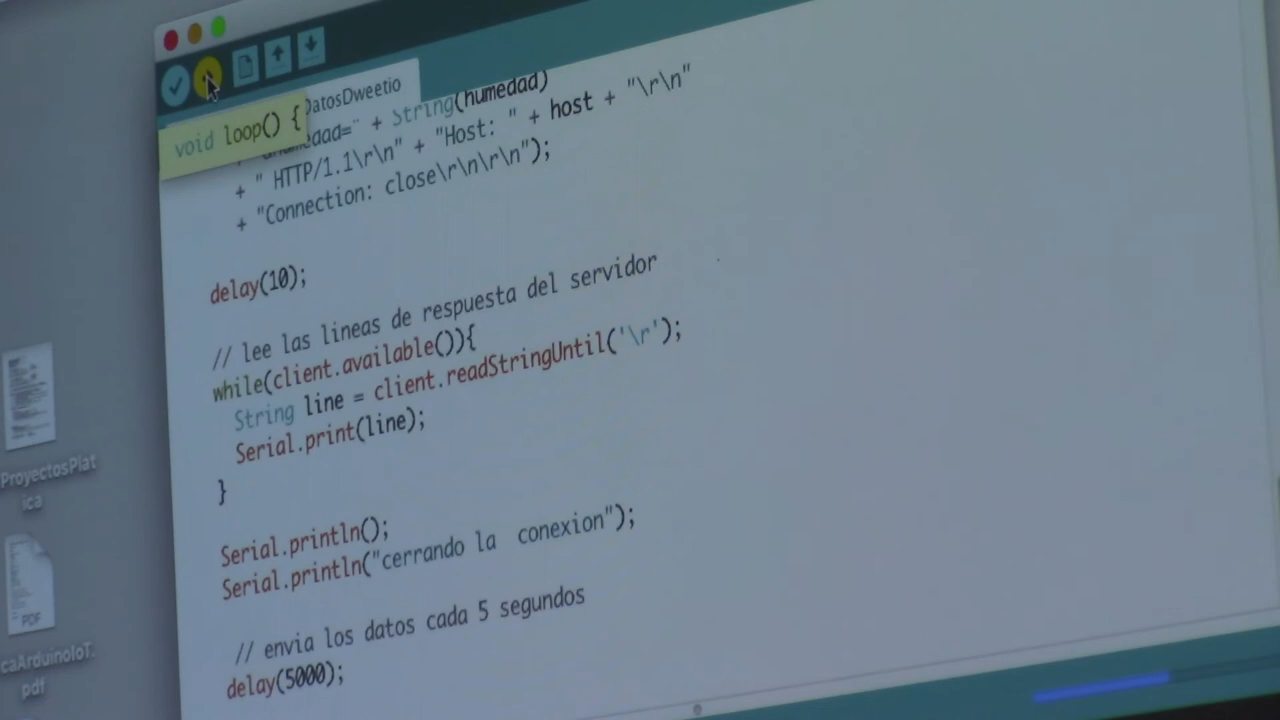 DatosDweetio
void loop() {
+ String(humedad)
+ " HTTP/1.1\r\n" + "Host: " + host + "\r\n"
+ "Connection: close\r\n\r\n");
delay(10);
// lee las lineas de respuesta del servidor
while(client.available()){
String line = client.readStringUntil('\r');
Serial.print(line);
}
Serial.println();
Serial.println("cerrando la  conexion");
// envia los datos cada 5 segundos
delay(5000);
ProyectosPlat
ica
caArduinoIoT.
pdf
PDF